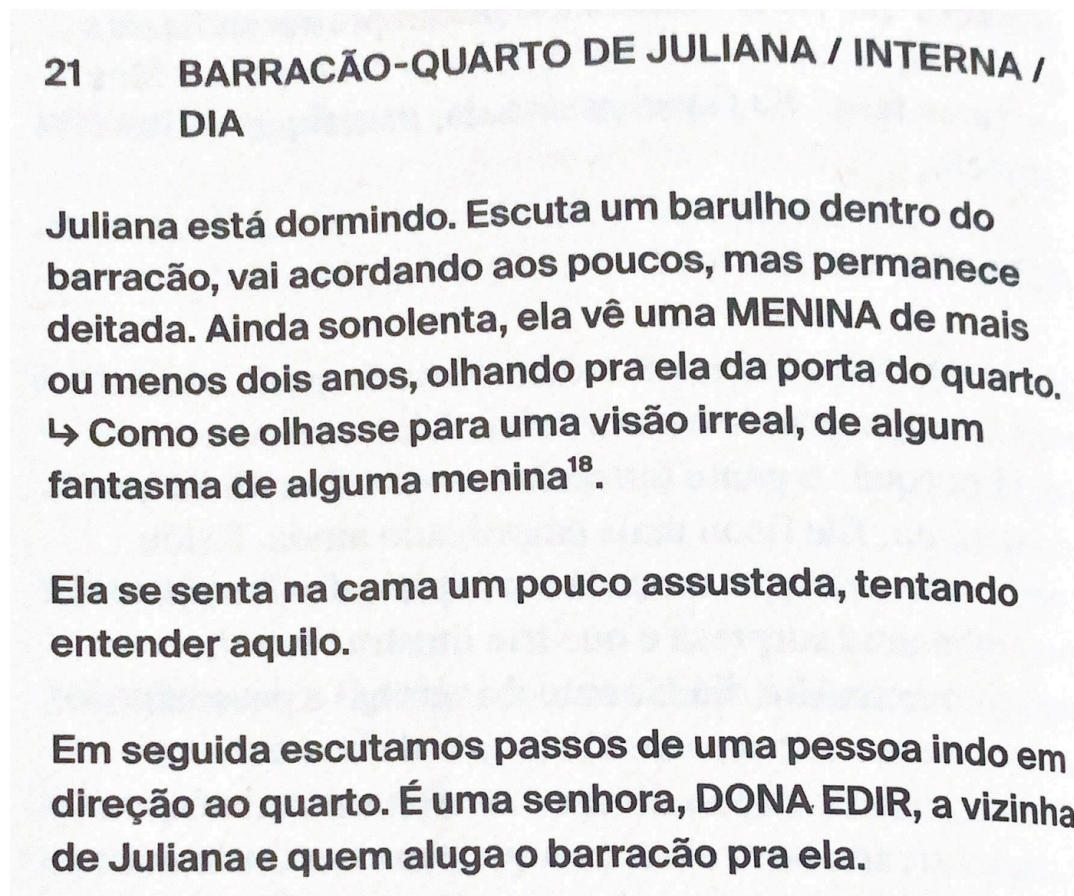 21 BARRACÃO-QUARTO DE JULIANA / INTERNA /
DIA
Juliana está dormindo. Escuta um barulho dentro do
barracão, vai acordando aos poucos, mas permanece
deitada. Ainda sonolenta, ela vê uma MENINA de mais
ou menos dois anos, olhando pra ela da porta do quarto.
↳ Como se olhasse para uma visão irreal, de algum
fantasma de alguma menina¹⁸.
Ela se senta na cama um pouco assustada, tentando
entender aquilo.
Em seguida escutamos passos de uma pessoa indo em
direção ao quarto. É uma senhora, DONA EDIR, a vizinha
de Juliana e quem aluga o barracão pra ela.